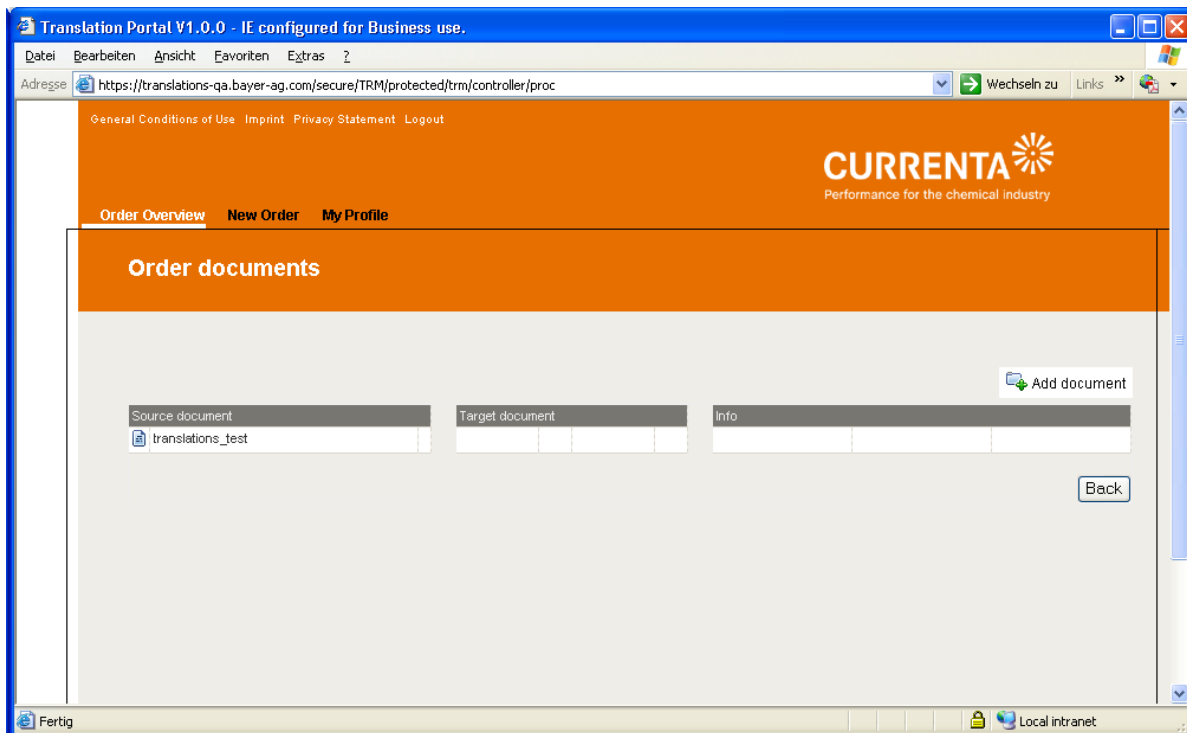 Translation Portal V1.0.0 - IE configured for Business use.
Datei Bearbeiten Ansicht Favoriten Extras ?
Adresse https://translations-qa.bayer-ag.com/secure/TRM/protected/trm/controller/proc Wechseln zu Links »
General Conditions of Use Imprint Privacy Statement Logout
CURRENTA
Performance for the chemical industry
Order Overview New Order My Profile
Order documents
Add document
Source document Target document Info
translations_test
Back
Fertig Local intranet